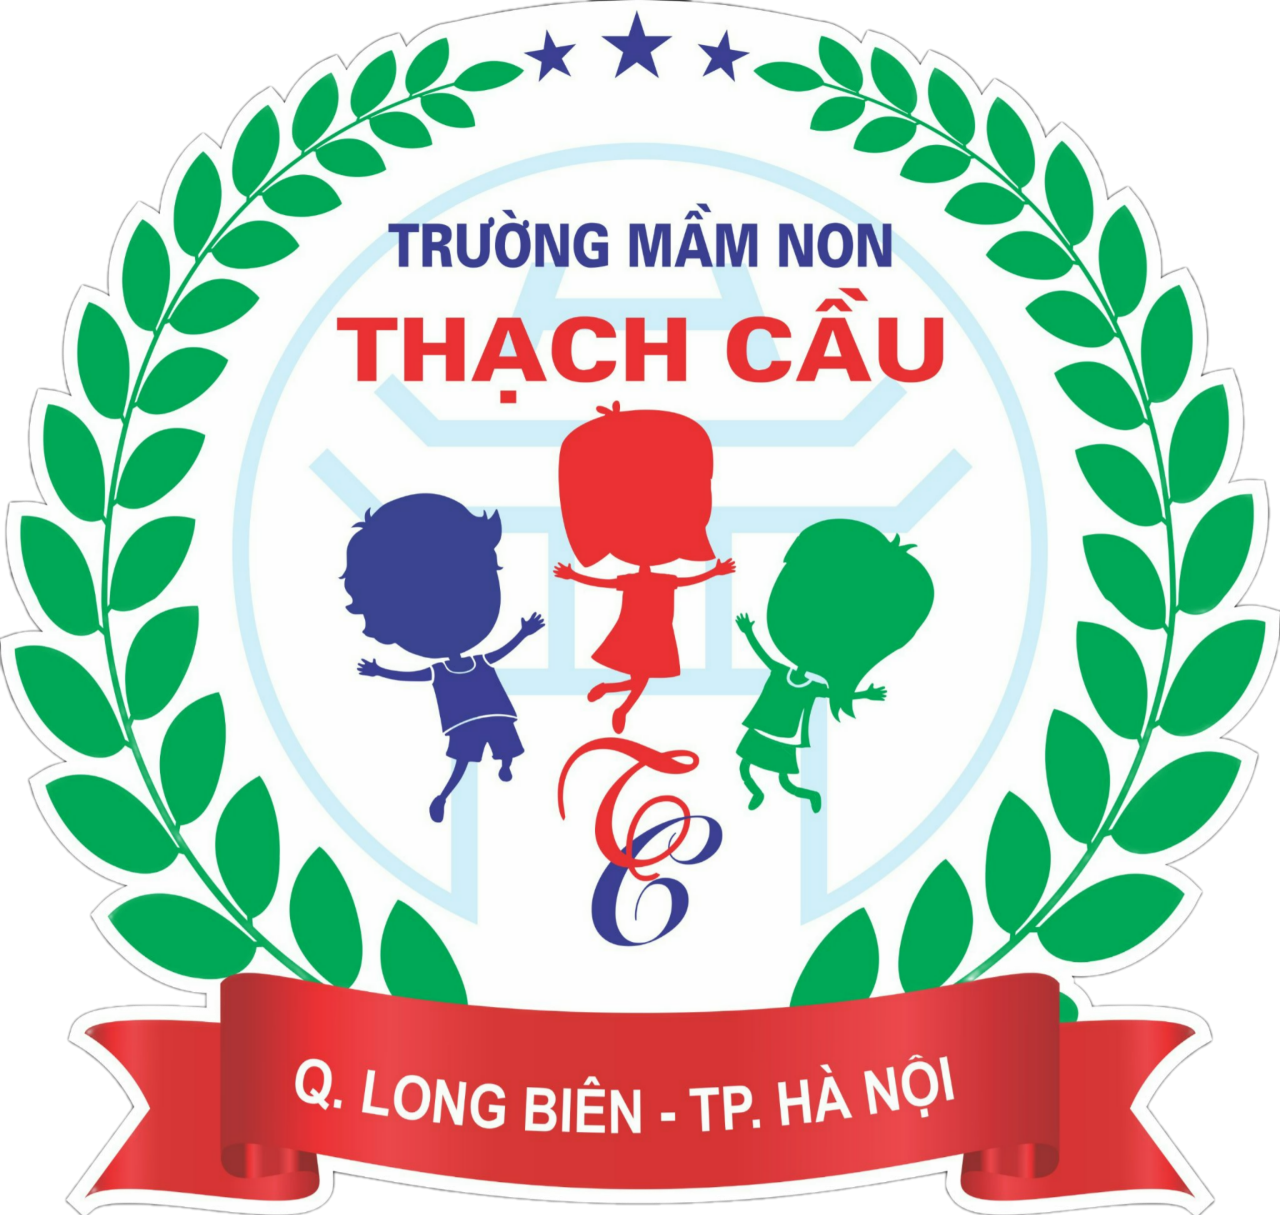 TRƯỜNG MẦM NON
THẠCH CẦU
TC
Q. LONG BIÊN - TP. HÀ NỘI